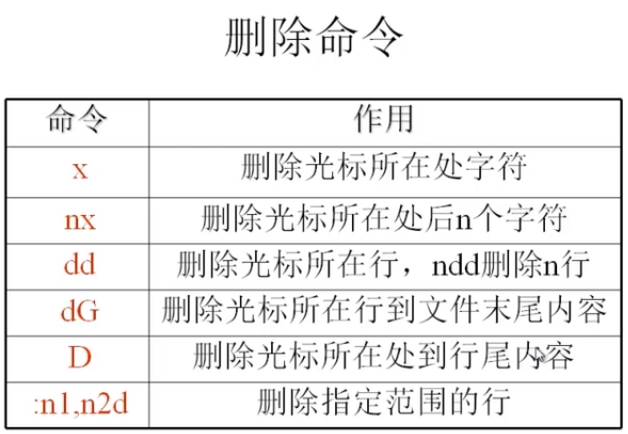 删除命令
命令 作用
x 删除光标所在处字符
nx 删除光标所在处后n个字符
dd 删除光标所在行，ndd删除n行
dG 删除光标所在行到文件末尾内容
D 删除光标所在处到行尾内容
:n1,n2d 删除指定范围的行